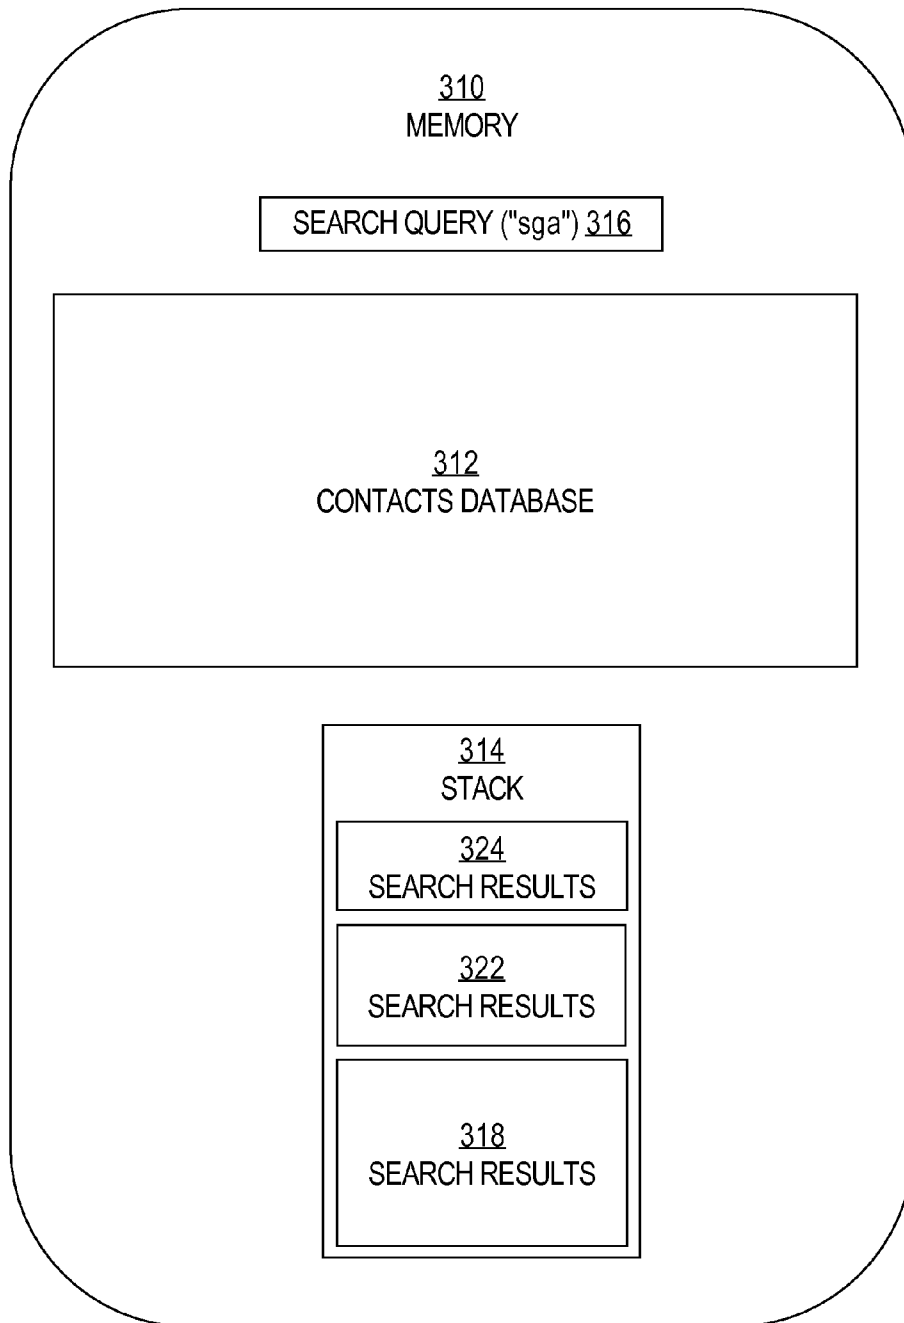 310
MEMORY
SEARCH QUERY ("sga") 316
312
CONTACTS DATABASE
314
STACK
324
SEARCH RESULTS
322
SEARCH RESULTS
318
SEARCH RESULTS